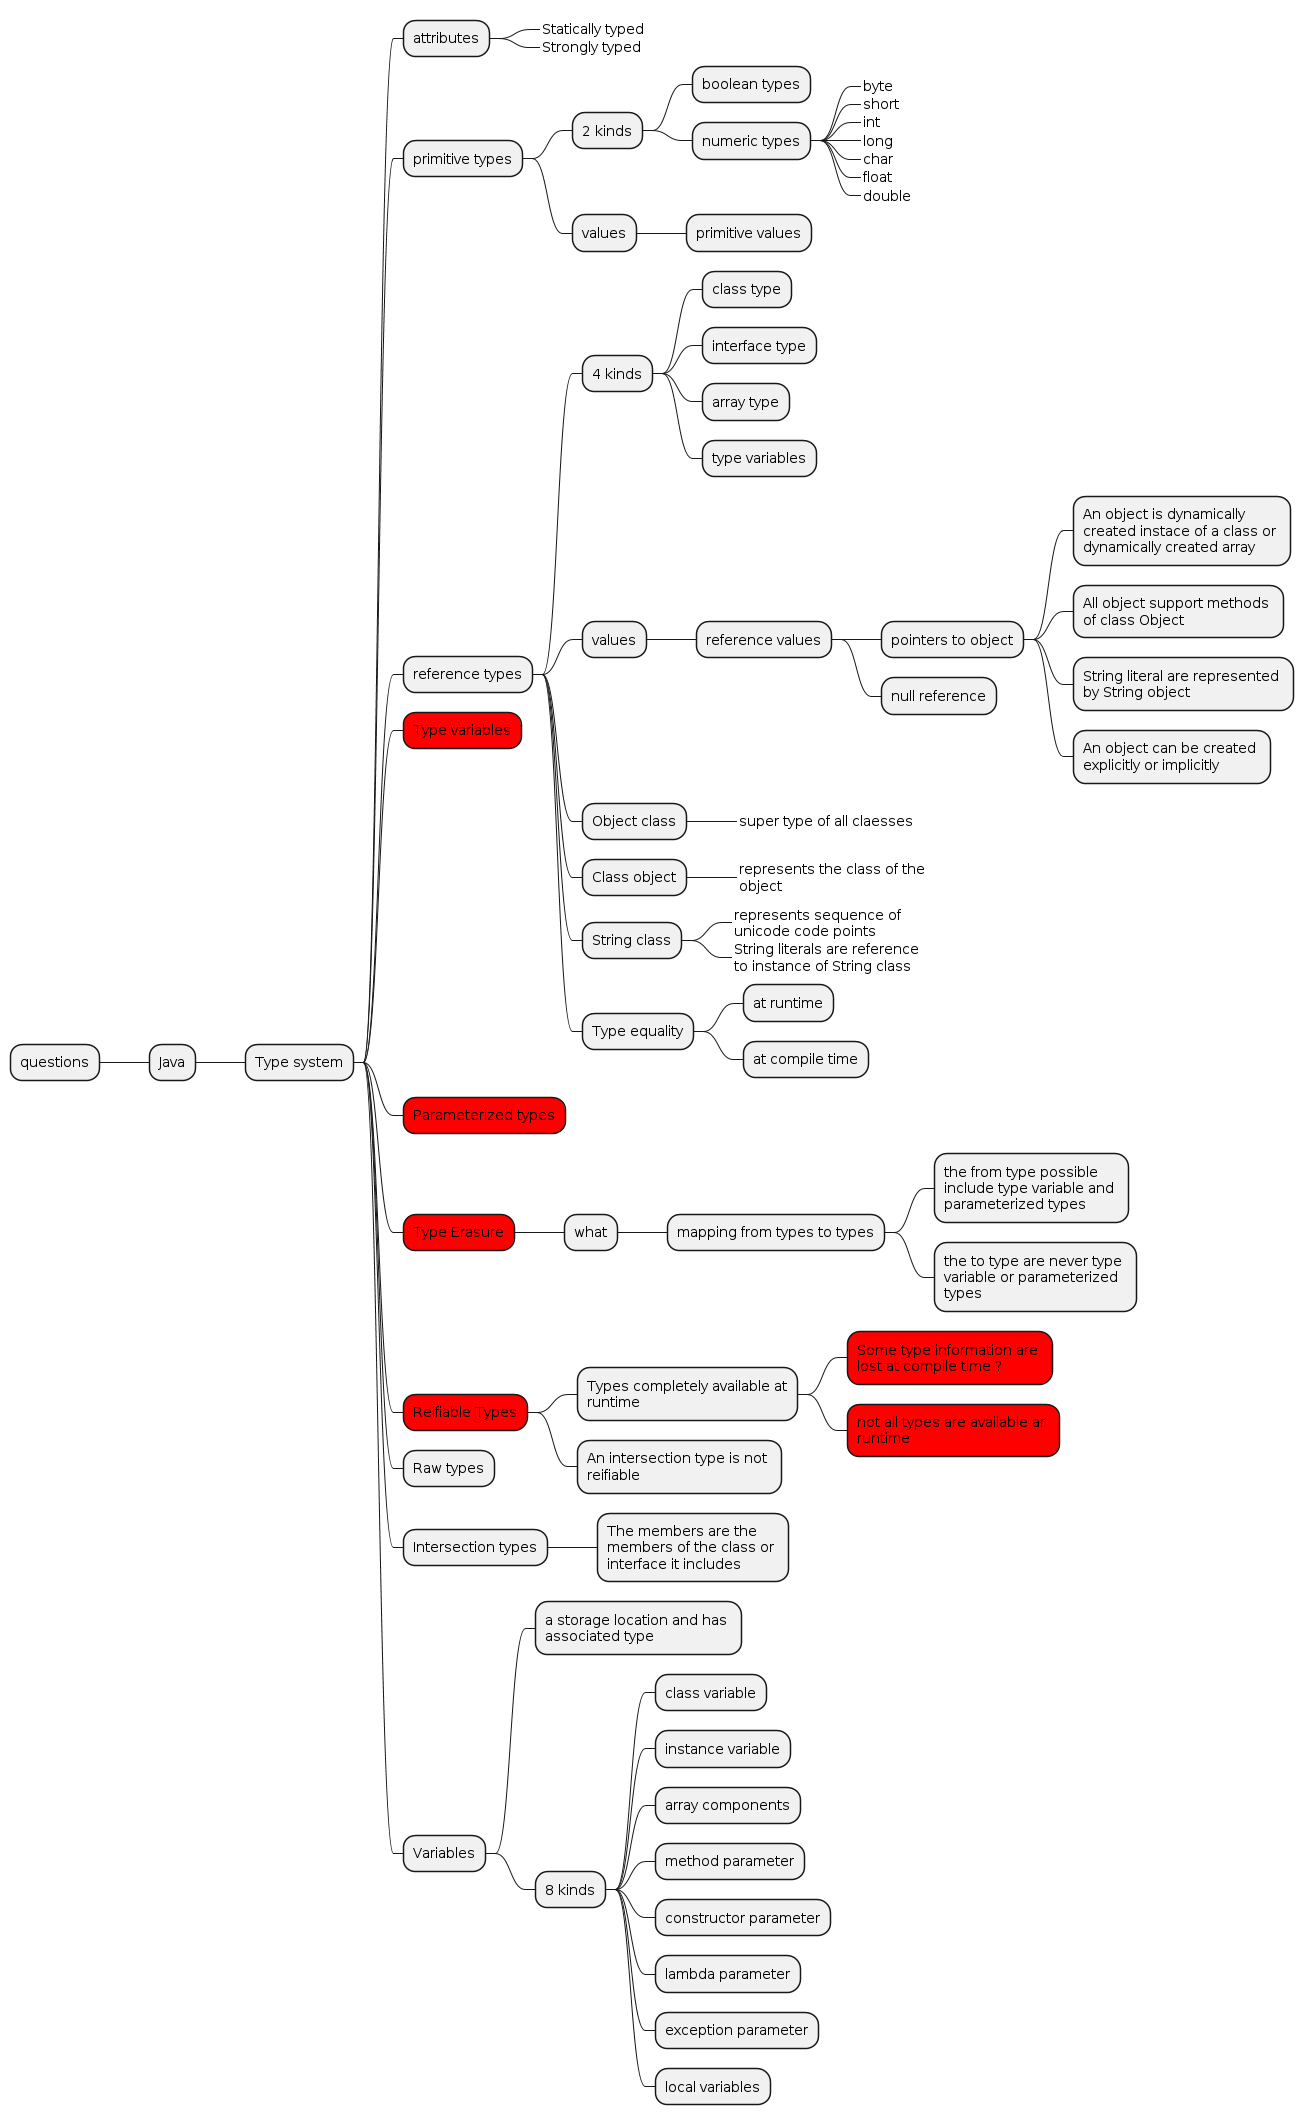 attributes
Statically typed
Strongly typed
primitive types
2 kinds
boolean types
numeric types
byte
short
int
long
char
float
double
values
primitive values
reference types
4 kinds
class type
interface type
array type
type variables
values
reference values
pointers to object
An object is dynamically
created instace of a class or
dynamically created array
All object support methods
of class Object
String literal are represented
by String object
An object can be created
explicitly or implicitly
null reference
Object class
super type of all claesses
Class object
represents the class of the
object
String class
represents sequence of
unicode code points
String literals are reference
to instance of String class
Type equality
at runtime
at compile time
Type variables
questions
Java
Type system
Parameterized types
Type Erasure
what
mapping from types to types
the from type possible
include type variable and
parameterized types
the to type are never type
variable or parameterized
types
Reifiable Types
Types completely available at
runtime
Some type information are
lost at compile time ?
not all types are available ar
runtime
An intersection type is not
reifiable
Raw types
Intersection types
The members are the
members of the class or
interface it includes
Variables
a storage location and has
associated type
8 kinds
class variable
instance variable
array components
method parameter
constructor parameter
lambda parameter
exception parameter
local variables